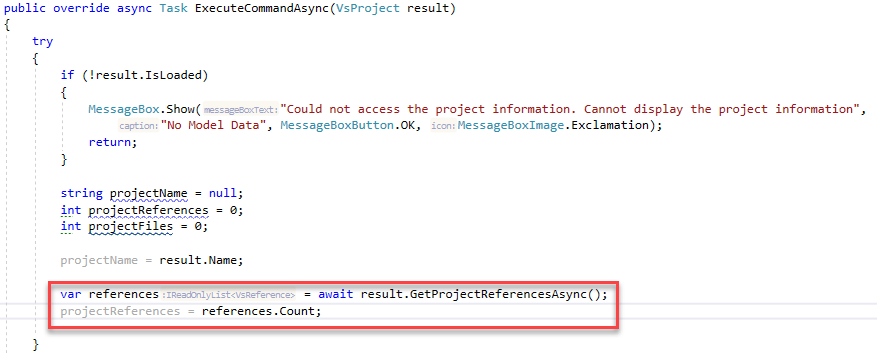 public override async Task ExecuteCommandAsync(VsProject result)
{
try
{
if (!result.IsLoaded)
{
MessageBox.Show(messageBoxText:"Could not access the project information. Cannot display the project information",
caption:"No Model Data", MessageBoxButton.OK, icon:MessageBoxImage.Exclamation);
return;
}
string projectName = null;
int projectReferences = 0;
int projectFiles = 0;
projectName = result.Name;
var references:IReadOnlyList<VsReference> = await result.GetProjectReferencesAsync();
projectReferences = references.Count;
}